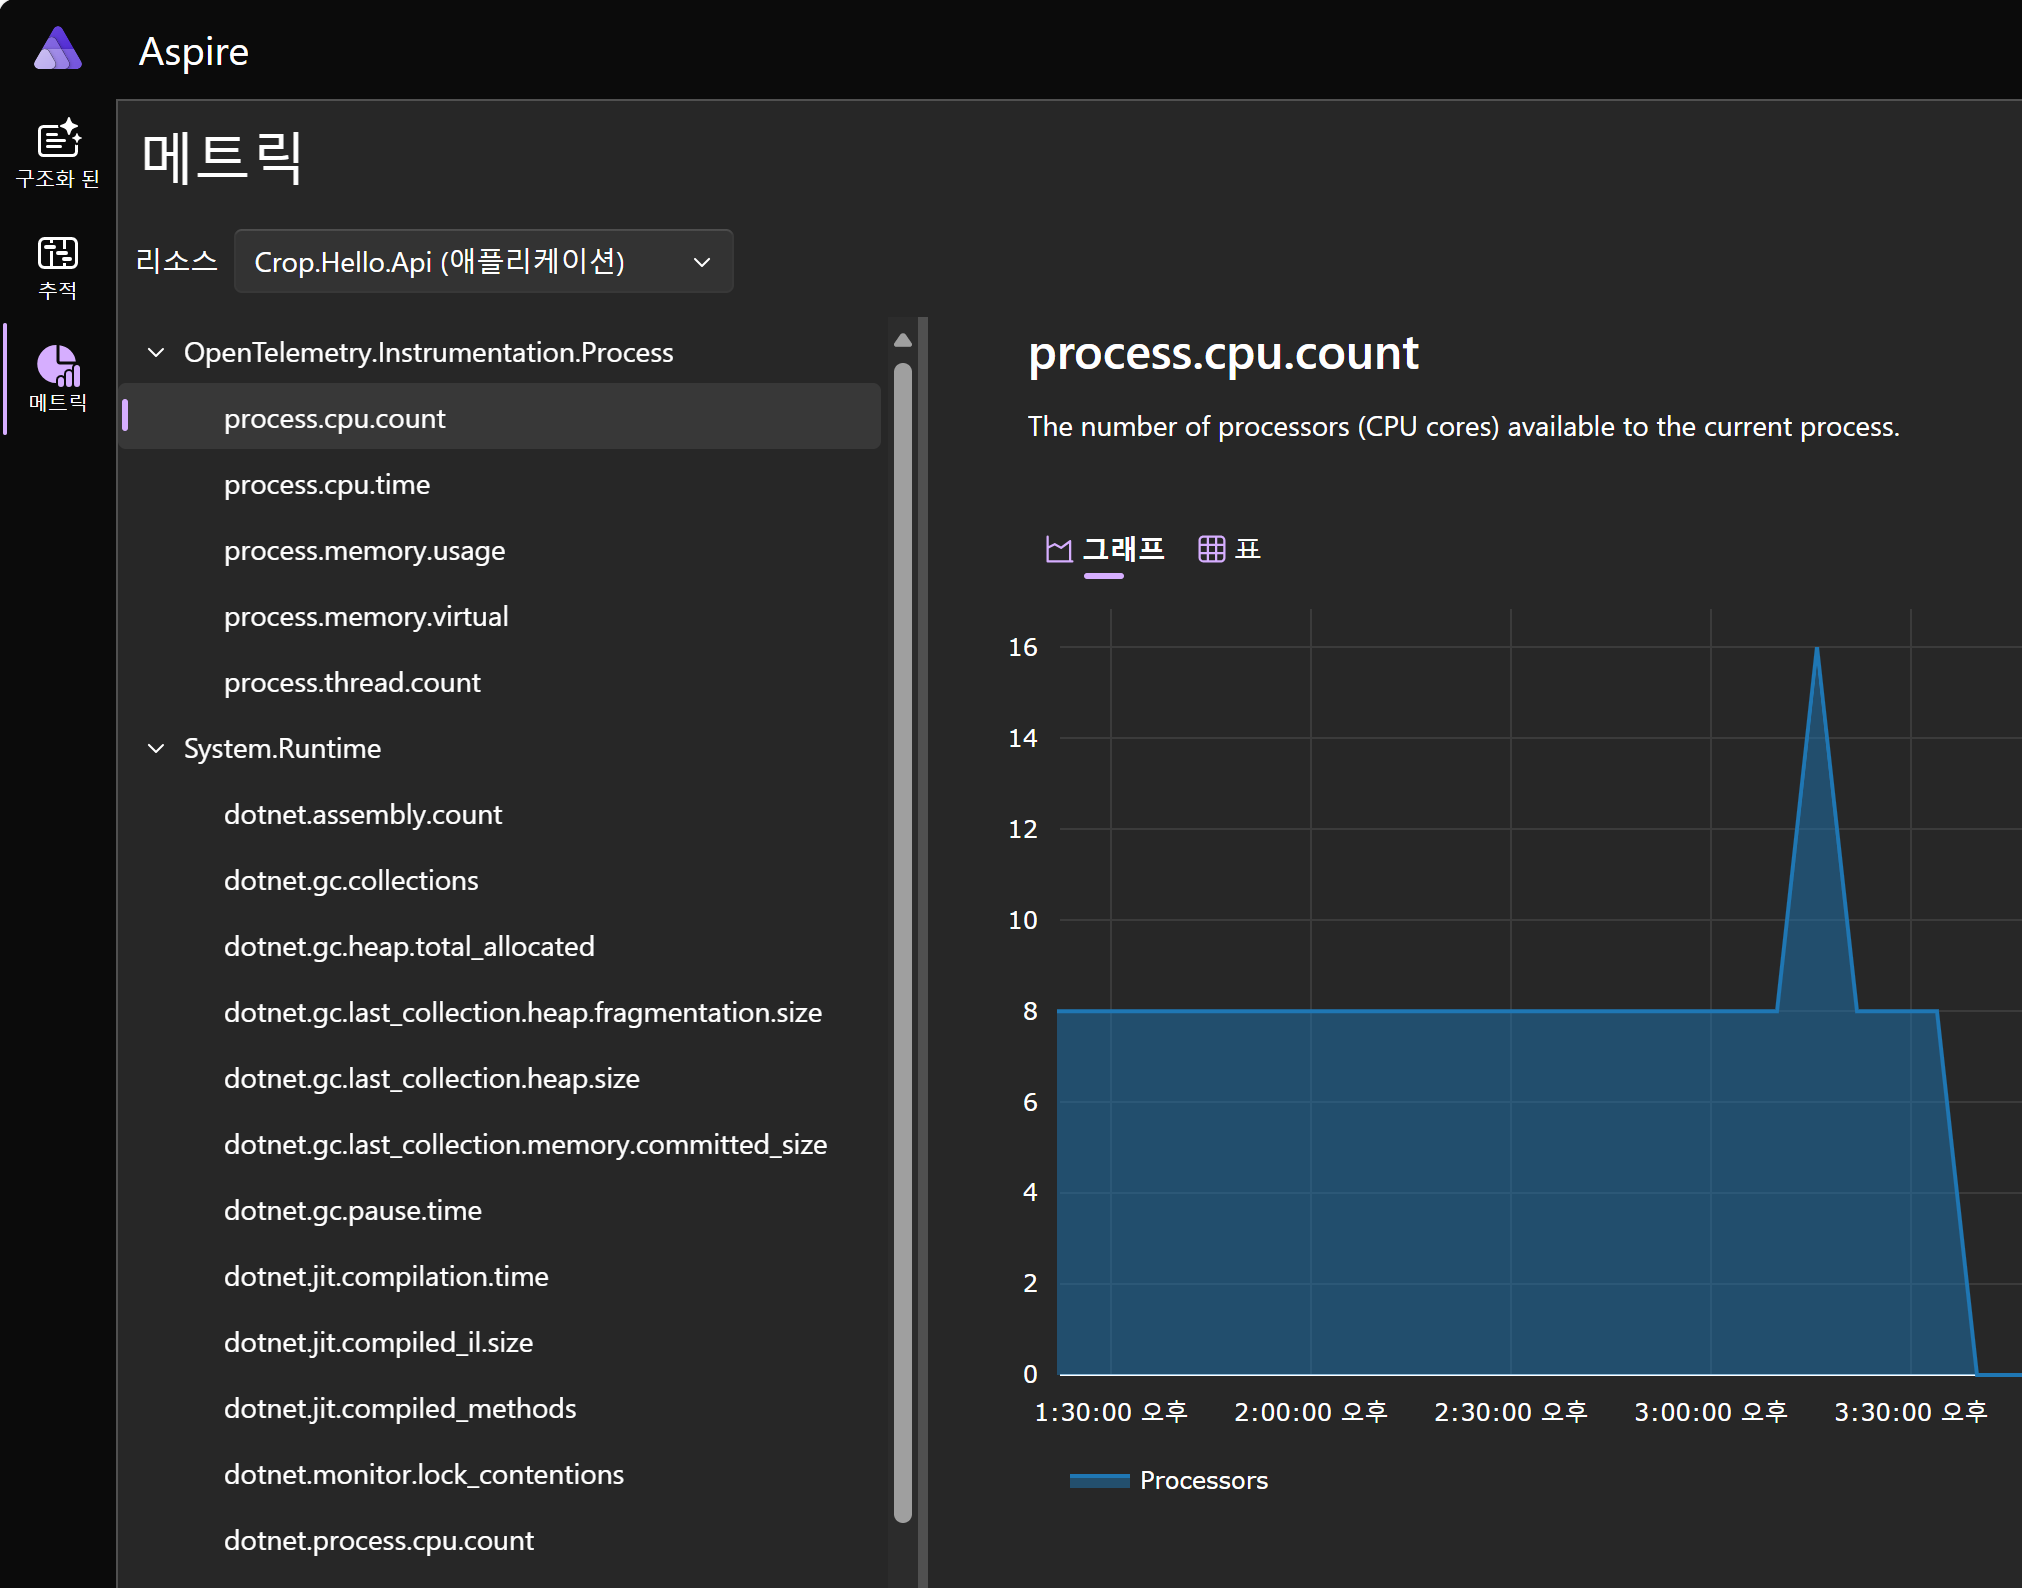 Aspire
구조화 된
추적
메트릭
메트릭
리소스
Crop.Hello.Api (애플리케이션)
OpenTelemetry.Instrumentation.Process
process.cpu.count
process.cpu.time
process.memory.usage
process.memory.virtual
process.thread.count
System.Runtime
dotnet.assembly.count
dotnet.gc.collections
dotnet.gc.heap.total_allocated
dotnet.gc.last_collection.heap.fragmentation.size
dotnet.gc.last_collection.heap.size
dotnet.gc.last_collection.memory.committed_size
dotnet.gc.pause.time
dotnet.jit.compilation.time
dotnet.jit.compiled_il.size
dotnet.jit.compiled_methods
dotnet.monitor.lock_contentions
dotnet.process.cpu.count
process.cpu.count
The number of processors (CPU cores) available to the current process.
그래프 표
16
14
12
10
8
6
4
2
0
1:30:00 오후 2:00:00 오후 2:30:00 오후 3:00:00 오후 3:30:00 오후
Processors